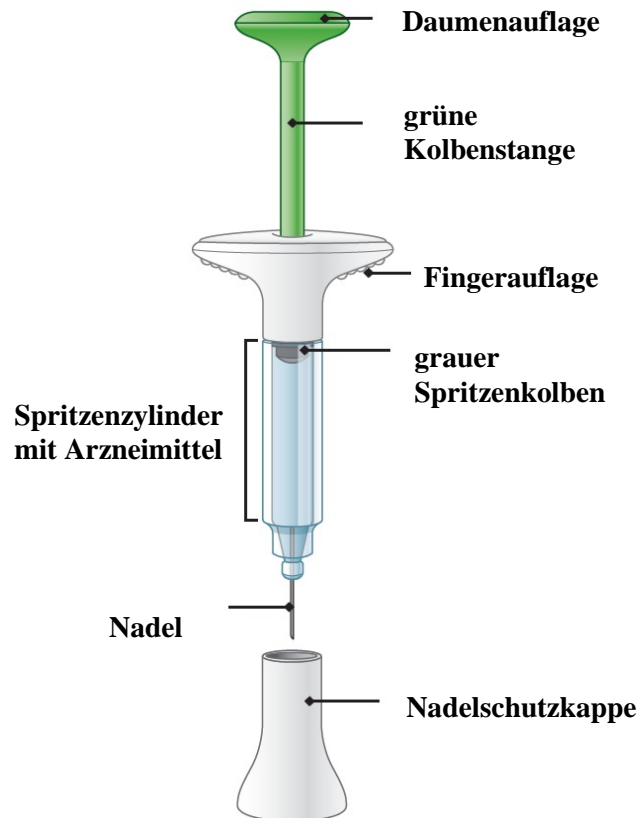 Daumenauflage
grüne
Kolbenstange
Fingerauflage
grauer
Spritzenkolben
Spritzenzylinder
mit Arzneimittel
Nadel
Nadelschutzkappe